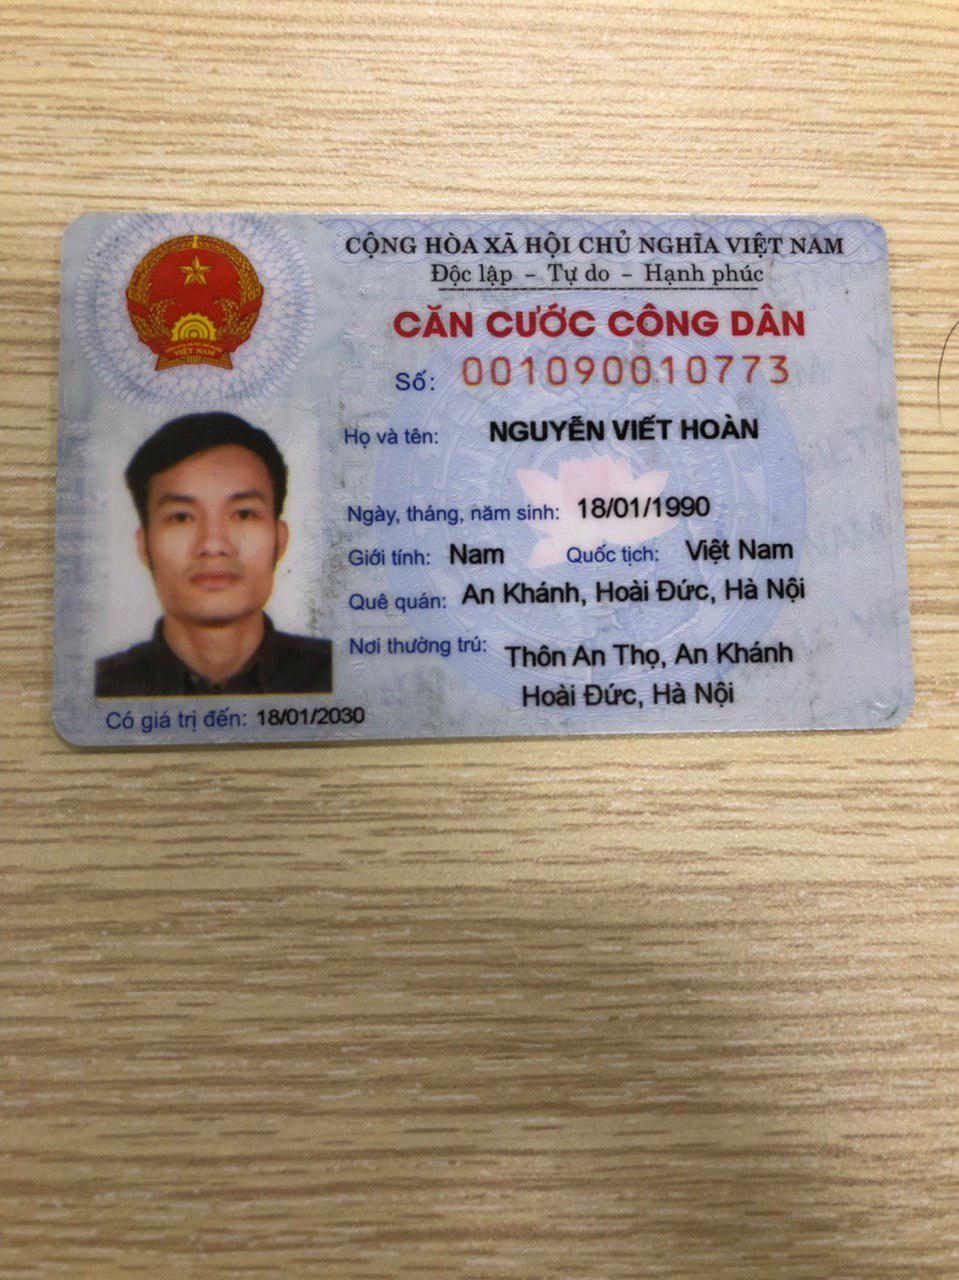 CỘNG HÒA XÃ HỘI CHỦ NGHĨA VIỆT NAM
Độc lập - Tự do - Hạnh phúc
CĂN CƯỚC CÔNG DÂN
Số: 001090010773
Họ và tên: NGUYỄN VIẾT HOÀN
Ngày, tháng, năm sinh: 18/01/1990
Giới tính: Nam Quốc tịch: Việt Nam
Quê quán: An Khánh, Hoài Đức, Hà Nội
Nơi thường trú: Thôn An Thọ, An Khánh
Hoài Đức, Hà Nội
Có giá trị đến: 18/01/2030
VIỆT NAM